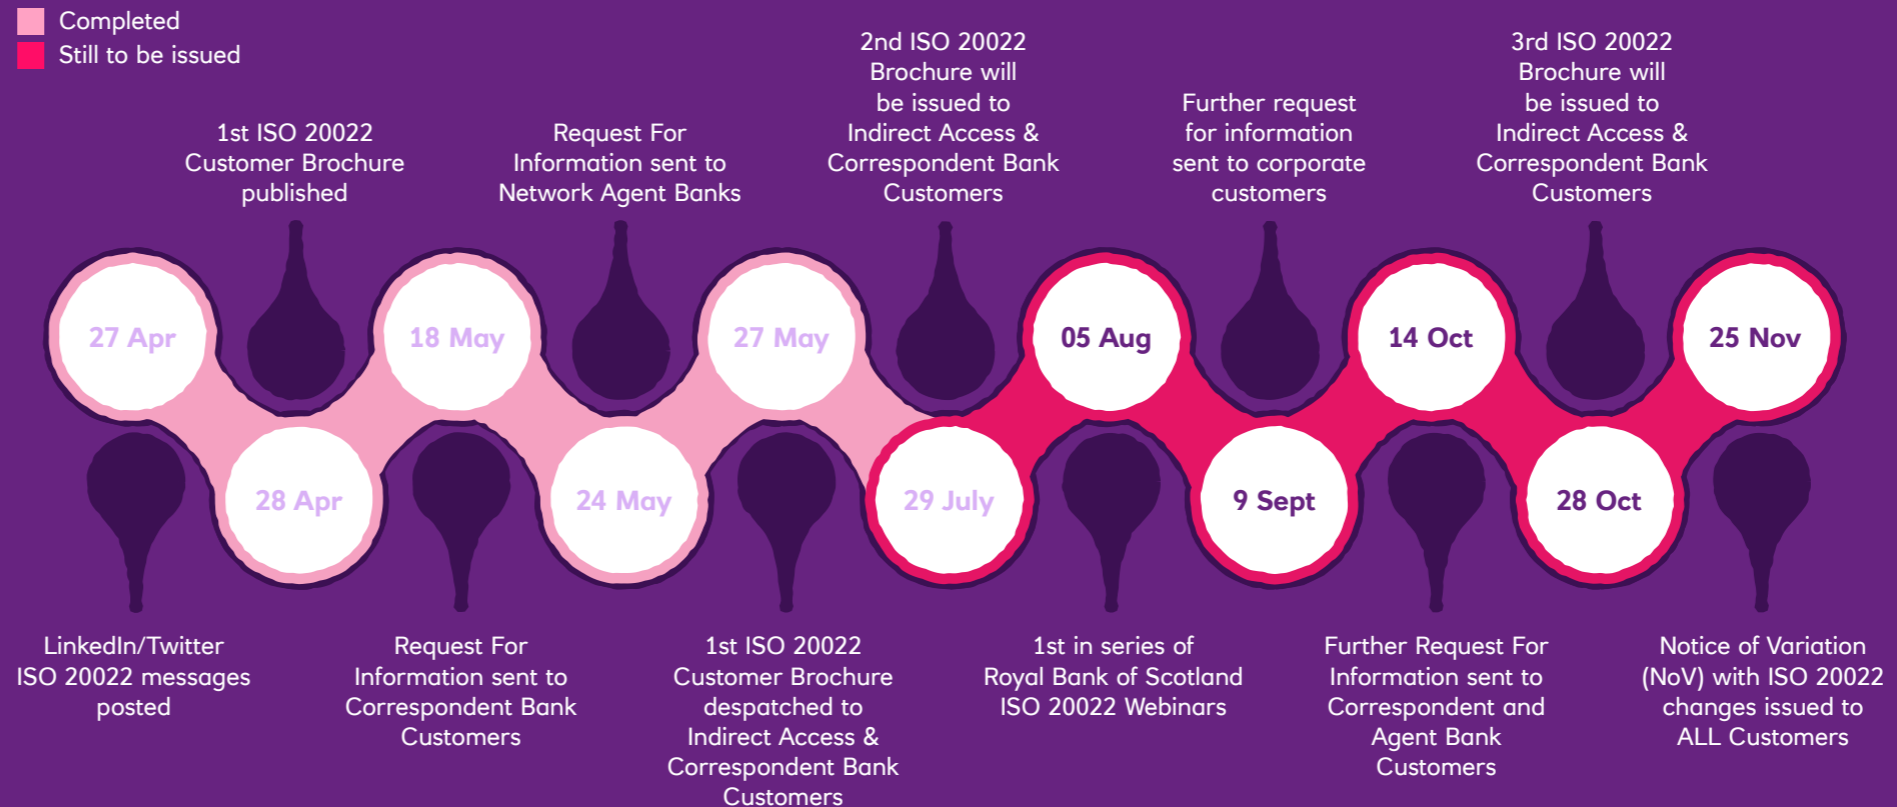 Completed
Still to be issued
1st ISO 20022
Customer Brochure
published
Request For
Information sent to
Network Agent Banks
2nd ISO 20022
Brochure will
be issued to
Indirect Access &
Correspondent Bank
Customers
Further request
for information
sent to corporate
customers
3rd ISO 20022
Brochure will
be issued to
Indirect Access &
Correspondent Bank
Customers
27 Apr
18 May
27 May
05 Aug
14 Oct
25 Nov
28 Apr
24 May
29 July
9 Sept
28 Oct
LinkedIn/Twitter
ISO 20022 messages
posted
Request For
Information sent to
Correspondent Bank
Customers
1st ISO 20022
Customer Brochure
despatched to
Indirect Access &
Correspondent Bank
Customers
1st in series of
Royal Bank of Scotland
ISO 20022 Webinars
Further Request For
Information sent to
Correspondent and
Agent Bank
Customers
Notice of Variation
(NoV) with ISO 20022
changes issued to
ALL Customers